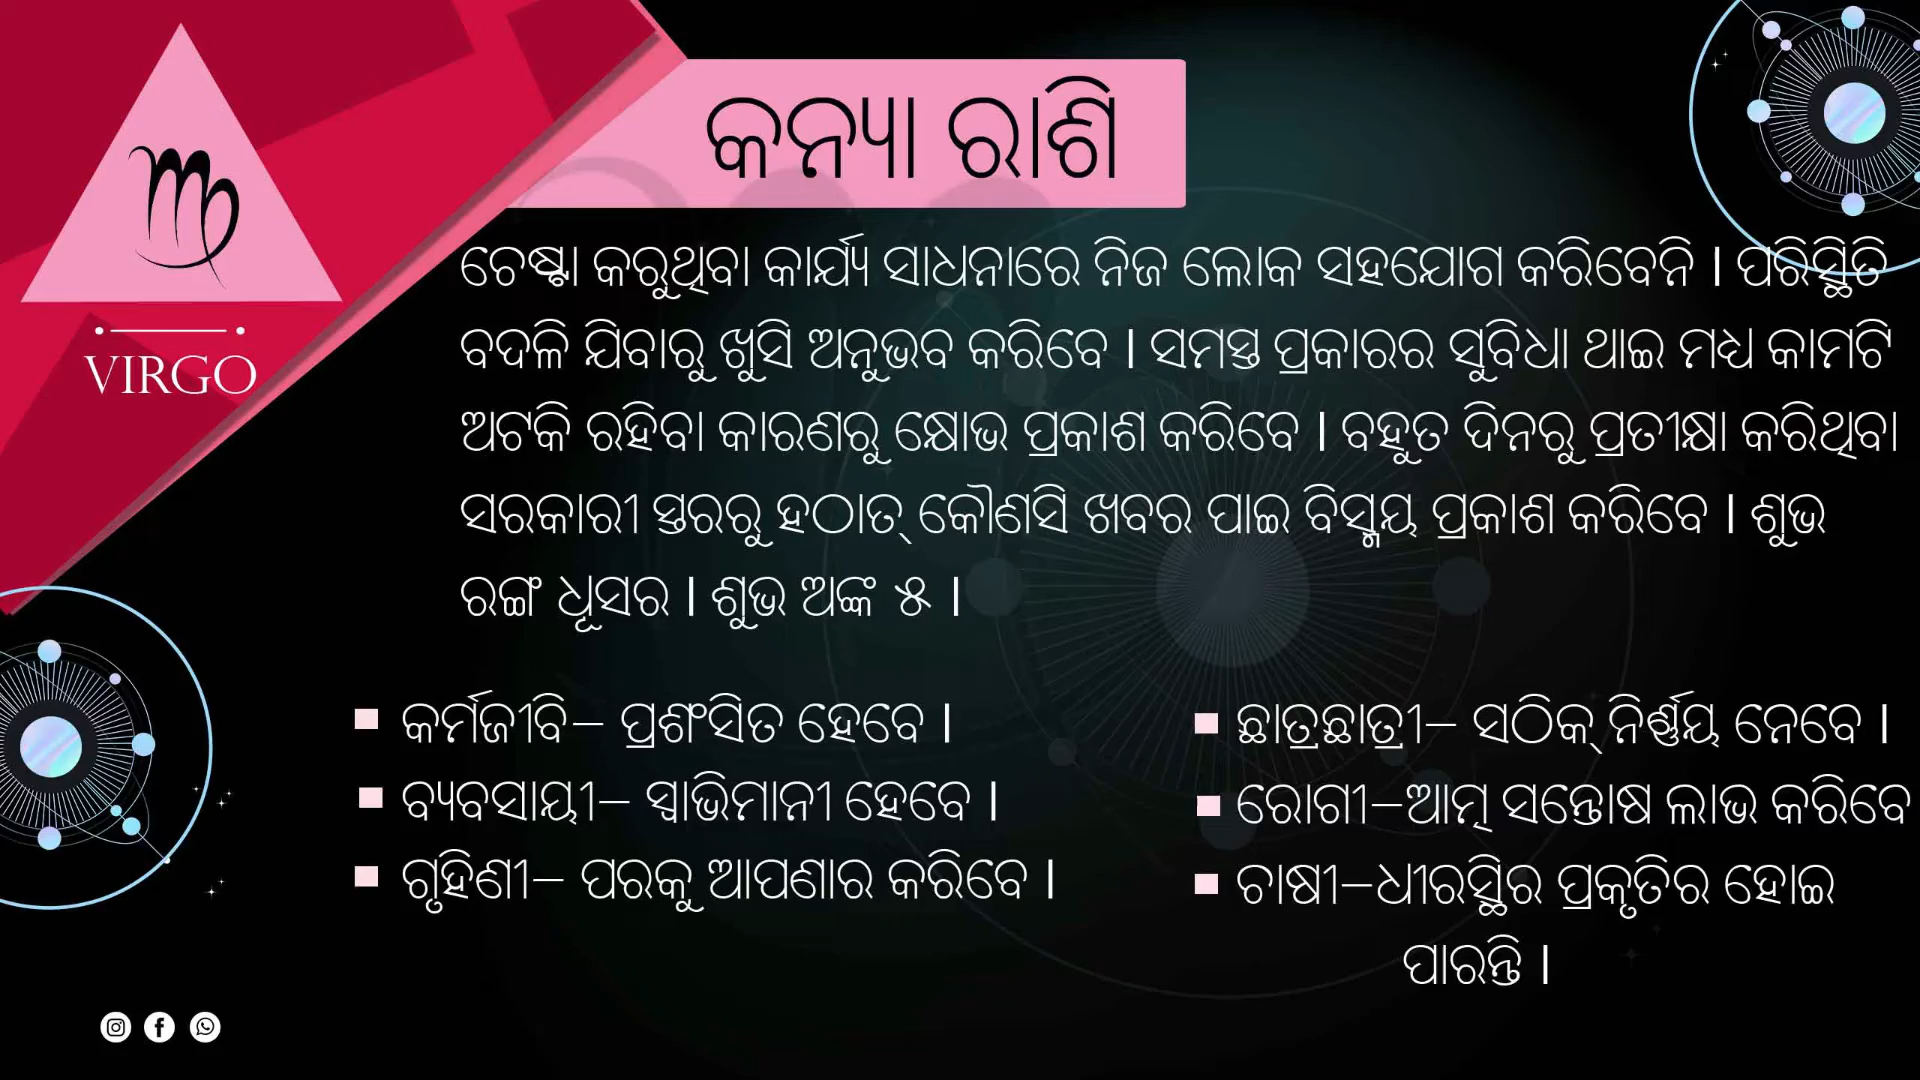 କନ୍ୟା ରାଶି
VIRGO
ଚେଷ୍ଟା କରୁଥିବା କାର୍ଯ୍ୟ ସାଧନାରେ ନିଜ ଲୋକ ସହଯୋଗ କରିବେନି । ପରିସ୍ଥିତି
ବଦଳି ଯିବାରୁ ଖୁସି ଅନୁଭବ କରିବେ । ସମସ୍ତ ପ୍ରକାରର ସୁବିଧା ଥାଇ ମଧ୍ୟ କାମଟି
ଅଟକି ରହିବା କାରଣରୁ କ୍ଷୋଭ ପ୍ରକାଶ କରିବେ । ବହୁତ ଦିନରୁ ପ୍ରତୀକ୍ଷା କରିଥିବା
ସରକାରୀ ସ୍ତରରୁ ହଠାତ୍ କୌଣସି ଖବର ପାଇ ବିସ୍ମୟ ପ୍ରକାଶ କରିବେ । ଶୁଭ
ରଙ୍ଗ ଧୂସର । ଶୁଭ ଅଙ୍କ ୫ ।
କର୍ମଜୀବି– ପ୍ରଶଂସିତ ହେବେ ।
ବ୍ୟବସାୟୀ– ସ୍ୱାଭିମାନୀ ହେବେ ।
ଗୃହିଣୀ– ପରକୁ ଆପଣାର କରିବେ ।
ଛାତ୍ରଛାତ୍ରୀ– ସଠିକ୍ ନିର୍ଣ୍ଣୟ ନେବେ ।
ରୋଗୀ–ଆତ୍ମ ସନ୍ତୋଷ ଲାଭ କରିବେ
ଚାଷୀ–ଧୀରସ୍ଥିର ପ୍ରକୃତିର ହୋଇ
ପାରନ୍ତି ।